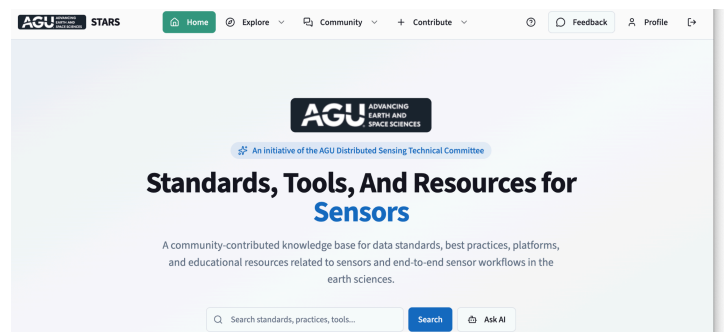 AGU ADVANCING EARTH AND SPACE SCIENCES STARS Home Explore Community + Contribute Feedback Profile
AGU ADVANCING
EARTH AND
SPACE SCIENCES
An initiative of the AGU Distributed Sensing Technical Committee
Standards, Tools, And Resources for
Sensors
A community-contributed knowledge base for data standards, best practices, platforms,
and educational resources related to sensors and end-to-end sensor workflows in the
earth sciences.
Search standards, practices, tools... Search Ask AI